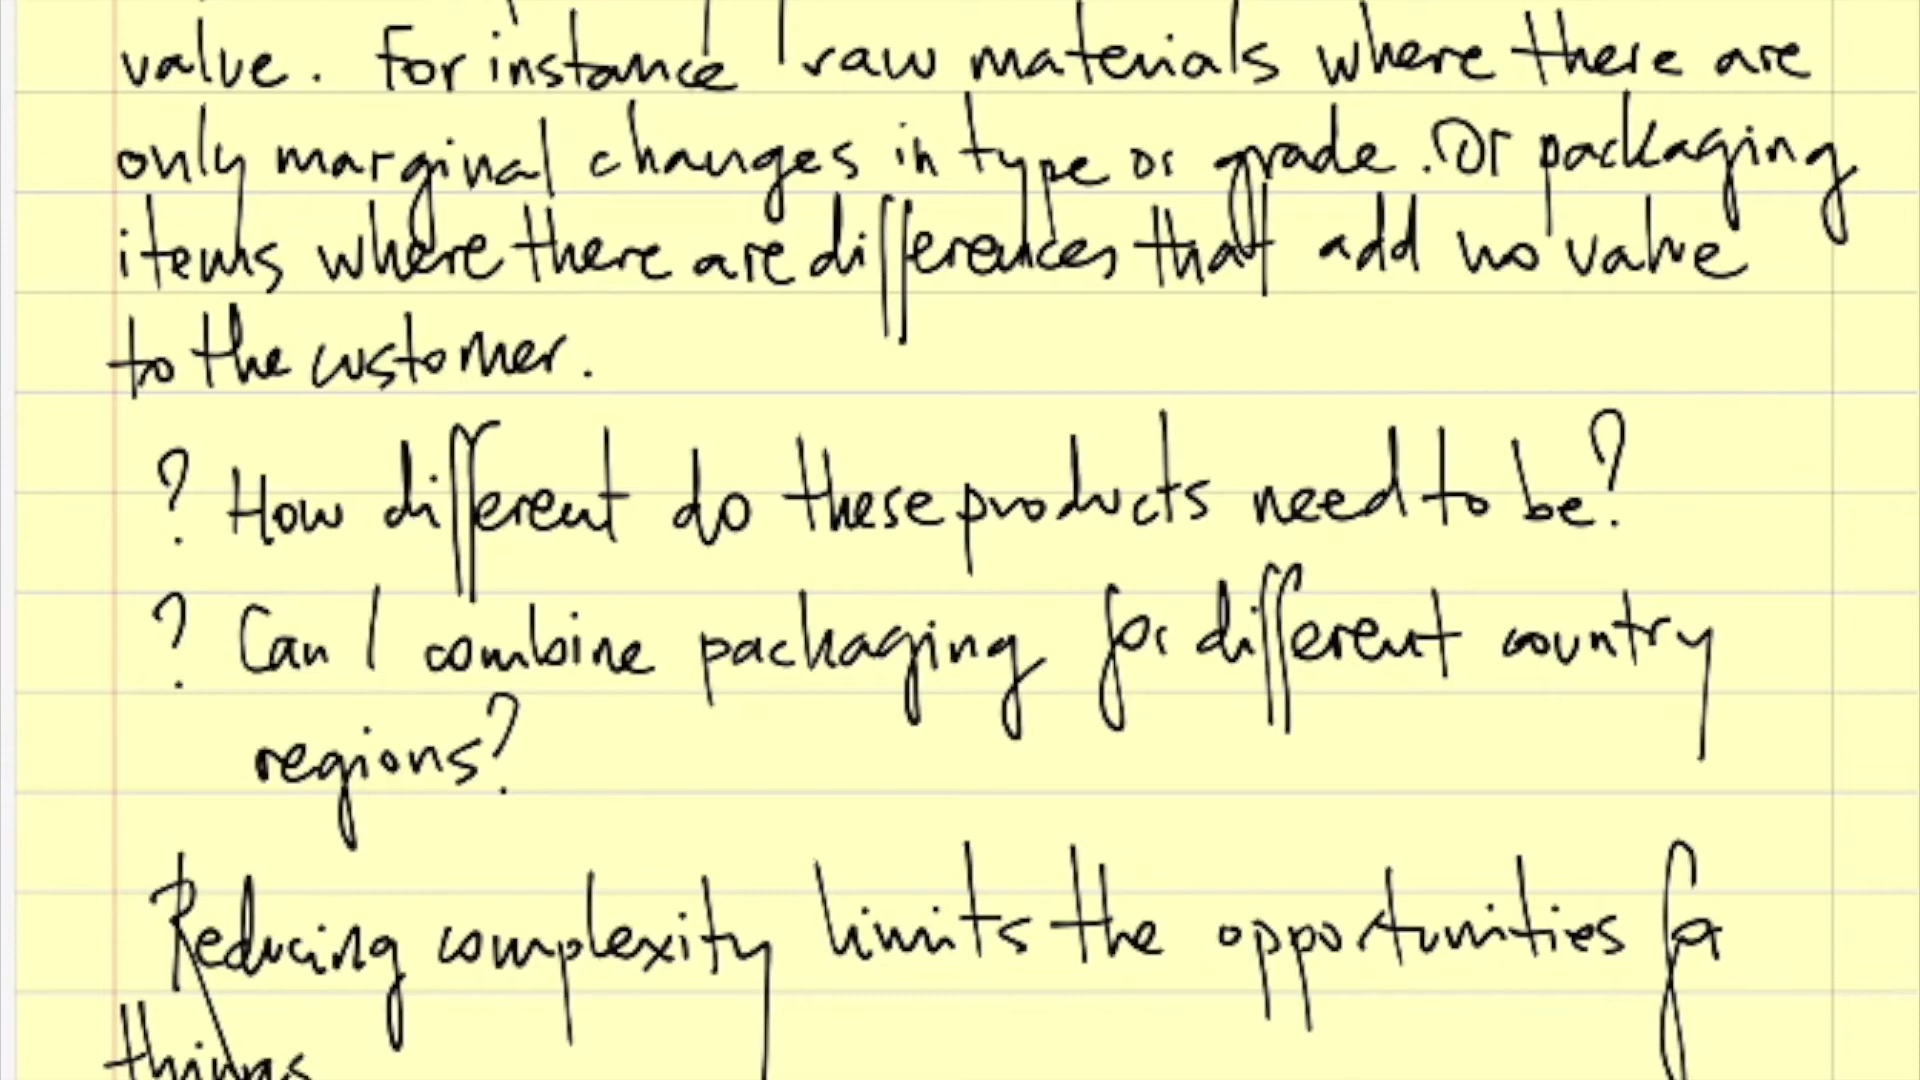 value. For instance raw materials where there are
only marginal changes in type or grade. Or packaging
items where there are differences that add no value
to the customer.
? How different do these products need to be?
? Can I combine packaging for different country
regions?
Reducing complexity limits the opportunities for
things